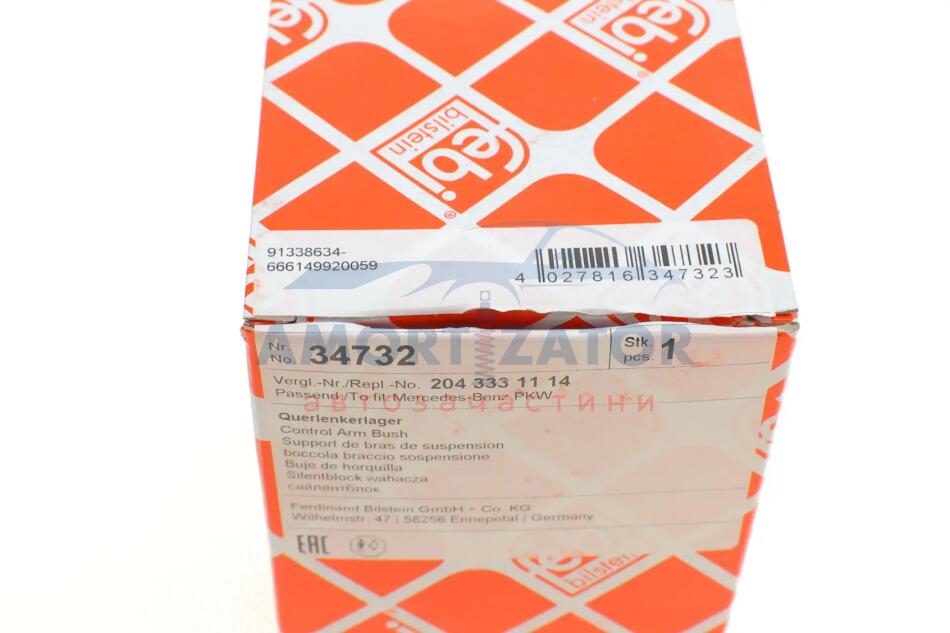 febi
bilstein
febi
bilstein
®
91338634-
666149920059
4 027816 347323
AMORTIZATOR
автозапчастини
Nr.
No. 34732
Stk.
pcs. 1
Vergl.-Nr./Repl.-No. 204 333 11 14
Passend./To fit Mercedes-Benz PKW
Querlenkerlager
Control Arm Bush
Support de bras de suspension
boccola braccio sospensione
Buje de horquilla
Silentblock wahacza
сайлентблок
Ferdinand Bilstein GmbH + Co. KG
Wilhelmstr. 47 | 58256 Ennepetal | Germany
EAC
febi
bilstein